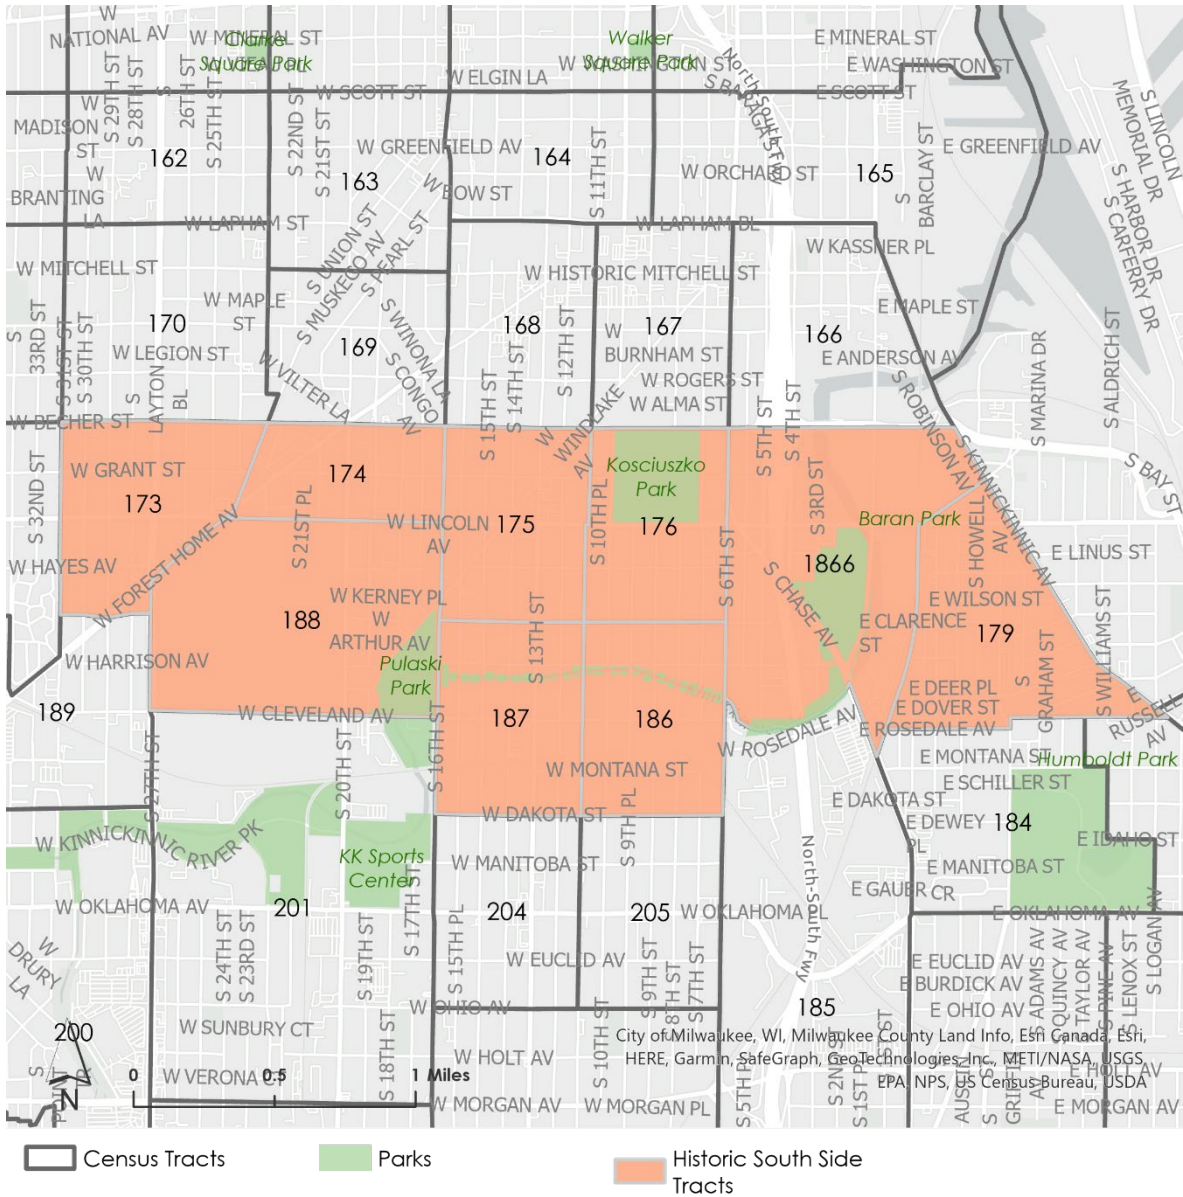 W
NATIONAL AV
W MINERAL ST
Clarke
Square Park
Walker
Square Park
E MINERAL ST
E WASHINGTON ST
W WASHINGTON ST
W ELGIN LA
W SCOTT ST
S BARAGA ST
E SCOTT ST
North-South Fwy
S LINCOLN
MEMORIAL DR
S HARBOR DR
S CARFERRY DR
S 29TH ST
S 28TH ST
S
26TH ST
S 25TH ST
S 22ND ST
S 21ST ST
W
MADISON
ST
162
163
W GREENFIELD AV
164
S 11TH ST
W ORCHARD ST
165
S
BARCLAY ST
E GREENFIELD AV
W
BRANTING
LA
W BOW ST
W LAPHAM ST
W LAPHAM BL
W KASSNER PL
W MITCHELL ST
S UNION ST
S MUSKEGO AV
S PEARL ST
W HISTORIC MITCHELL ST
W MAPLE
ST
E MAPLE ST
S
33RD ST
S 31ST ST
S 30TH ST
170
169
S WINONA LA
S CONGO
AV
168
S 12TH ST
167
W
BURNHAM ST
166
E ANDERSON AV
W LEGION ST
W VILTER LA
S 15TH ST
S 14TH ST
W ROGERS ST
W ALMA ST
S MARINA DR
S ALDRICH ST
S
LAYTON
BL
W BECHER ST
W
WINDLAKE
AV
S 5TH ST
S 4TH ST
S ROBINSON AV
S KINNICKINNIC AV
S BAY ST
S 32ND ST
W GRANT ST
173
174
S 21ST PL
W LINCOLN
AV
175
S 10TH PL
Kosciuszko
Park
176
S 3RD ST
Baran Park
S HOWELL
AV
E LINUS ST
W HAYES AV
W FOREST HOME AV
S 6TH ST
1866
S CHASE AV
W KERNEY PL
188
W
ARTHUR AV
S 13TH ST
E WILSON ST
E CLARENCE
ST
179
W HARRISON AV
Pulaski
Park
S
GRAHAM ST
S WILLIAMS ST
E DEER PL
E DOVER ST
E
RUSSELL
AV
189
W CLEVELAND AV
S 16TH ST
187
186
W ROSEDALE AV
E ROSEDALE AV
S 27TH ST
S 20TH ST
W MONTANA ST
E MONTANA ST
Humboldt Park
E SCHILLER ST
E DAKOTA ST
W DAKOTA ST
S 9TH PL
E DEWEY
PL
184
E IDAHO ST
W KINNICKINNIC RIVER PK
KK Sports
Center
W MANITOBA ST
North-South Fwy
E MANITOBA ST
E GAUER CR
W OKLAHOMA AV
201
S 17TH ST
204
205
W OKLAHOMA PL
E OKLAHOMA AV
S LOGAN AV
W
DRURY
LA
S 24TH ST
S 23RD ST
S 19TH ST
S 15TH PL
W EUCLID AV
S 9TH ST
S 8TH ST
S 7TH ST
E EUCLID AV
E BURDICK AV
E OHIO AV
S ADAMS AV
S QUINCY AV
S TAYLOR AV
S PINE AV
S LENOX ST
W OHIO AV
185
200
W SUNBURY CT
S 18TH ST
W HOLT AV
S 10TH ST
E HOLT AV
City of Milwaukee, WI, Milwaukee County Land Info, Esri Canada, Esri,
HERE, Garmin, SafeGraph, GeoTechnologies, Inc., METI/NASA, USGS,
EPA, NPS, US Census Bureau, USDA
N
0 0.5 1 Miles
W MORGAN AV
W MORGAN PL
S 5TH PL
S 2ND ST
S 1ST PL
AUSTIN
S
GRIFFIN
AV
E MORGAN AV
Census Tracts
Parks
Historic South Side
Tracts